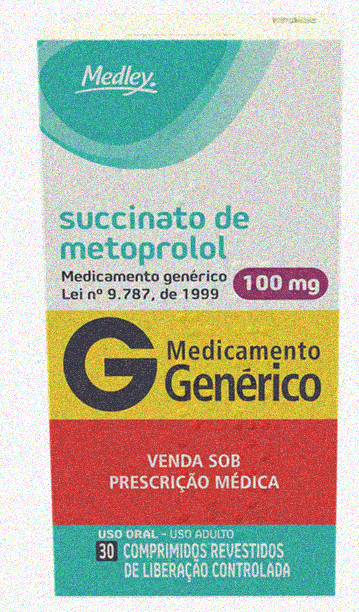 Medley.
succinato de
metoprolol
Medicamento genérico
Lei nº 9.787, de 1999
100 mg
G
Medicamento
Genérico
VENDA SOB
PRESCRIÇÃO MÉDICA
USO ORAL - USO ADULTO
30 COMPRIMIDOS REVESTIDOS
DE LIBERAÇÃO CONTROLADA